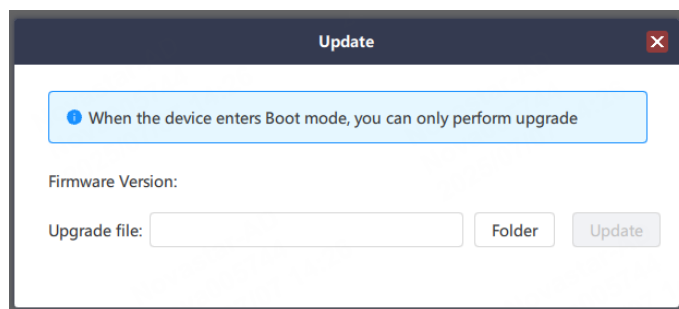 Update
When the device enters Boot mode, you can only perform upgrade
Firmware Version:
Upgrade file: Folder Update